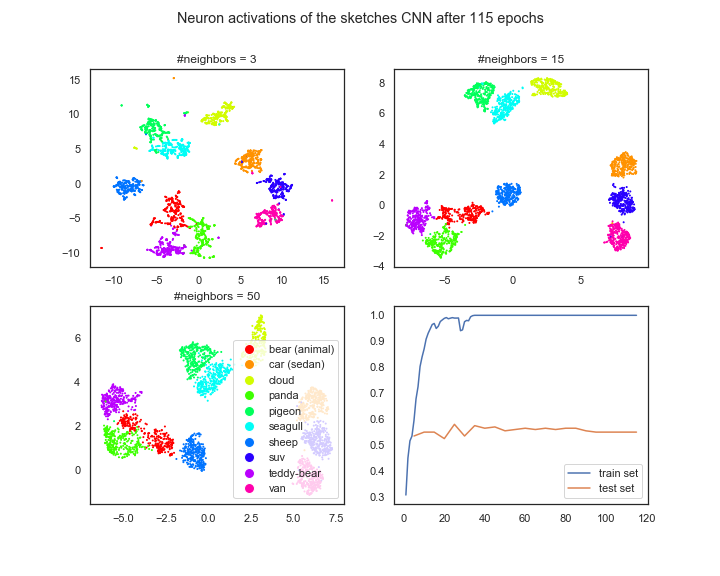 Neuron activations of the sketches CNN after 115 epochs
#neighbors = 3
15
10
5
0
−5
−10
−10
−5
0
5
10
15
#neighbors = 15
8
6
4
2
0
−2
−4
−5
0
5
#neighbors = 50
6
4
2
0
−5.0
−2.5
0.0
2.5
5.0
7.5
bear (animal)
car (sedan)
cloud
panda
pigeon
seagull
sheep
suv
teddy-bear
van
1.0
0.9
0.8
0.7
0.6
0.5
0.4
0.3
0
20
40
60
80
100
120
train set
test set